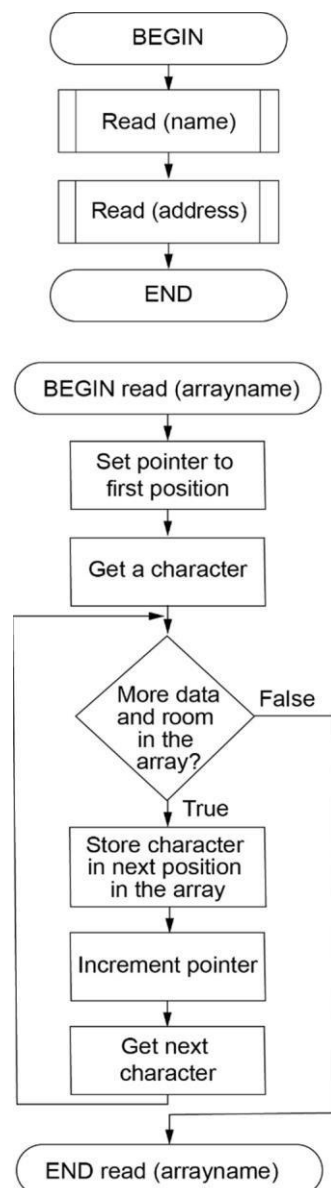 BEGIN
Read (name)
Read (address)
END
BEGIN read (arrayname)
Set pointer to
first position
Get a character
More data
and room
in the
array?
False
True
Store character
in next position
in the array
Increment pointer
Get next
character
END read (arrayname)